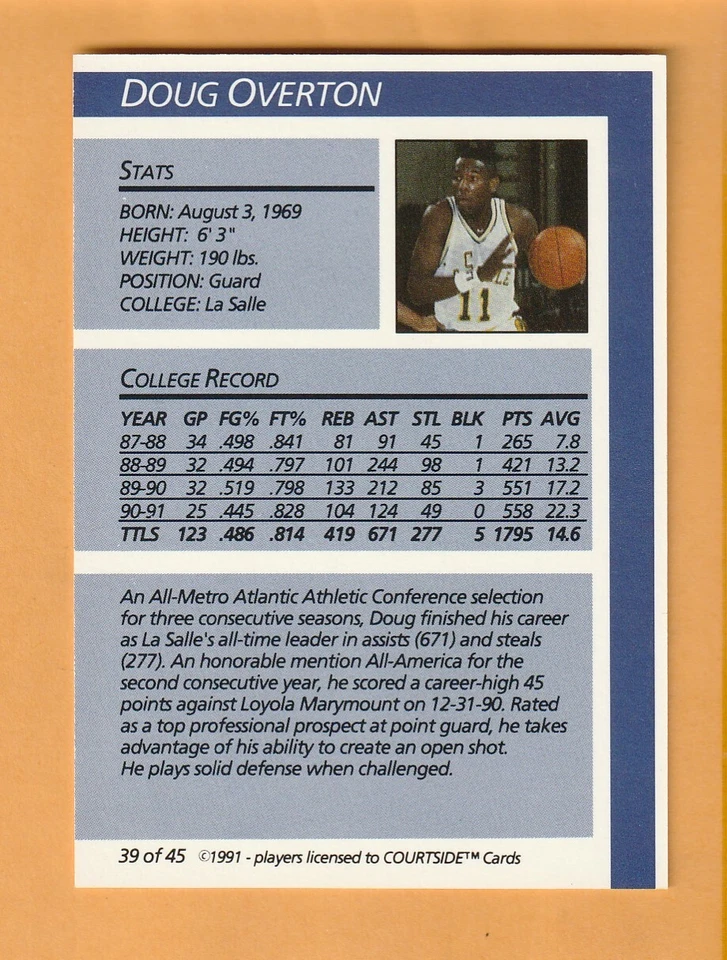 DOUG OVERTON
STATS
BORN: August 3, 1969
HEIGHT: 6' 3"
WEIGHT: 190 lbs.
POSITION: Guard
COLLEGE: La Salle
11
COLLEGE RECORD
YEAR GP FG% FT% REB AST STL BLK PTS AVG
87-88 34 .498 .841 81 91 45 1 265 7.8
88-89 32 .494 .797 101 244 98 1 421 13.2
89-90 32 .519 .798 133 212 85 3 551 17.2
90-91 25 .445 .828 104 124 49 0 558 22.3
TTLS 123 .486 .814 419 671 277 5 1795 14.6
An All-Metro Atlantic Athletic Conference selection
for three consecutive seasons, Doug finished his career
as La Salle's all-time leader in assists (671) and steals
(277). An honorable mention All-America for the
second consecutive year, he scored a career-high 45
points against Loyola Marymount on 12-31-90. Rated
as a top professional prospect at point guard, he takes
advantage of his ability to create an open shot.
He plays solid defense when challenged.
39 of 45 ©1991 - players licensed to COURTSIDE™ Cards